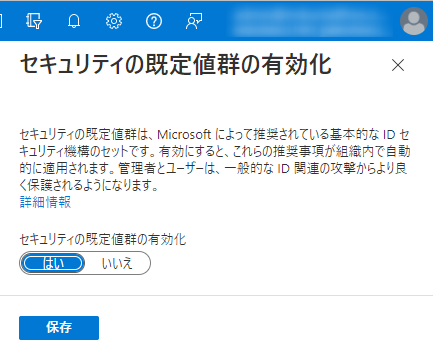 セキュリティの既定値群の有効化
セキュリティの既定値群は、Microsoft によって推奨されている基本的な ID セ
キュリティ機構のセットです。有効にすると、これらの推奨事項が組織内で自動
的に適用されます。管理者とユーザーは、一般的な ID 関連の攻撃からより良
く保護されるようになります。
詳細情報
セキュリティの既定値群の有効化
はい いいえ
保存